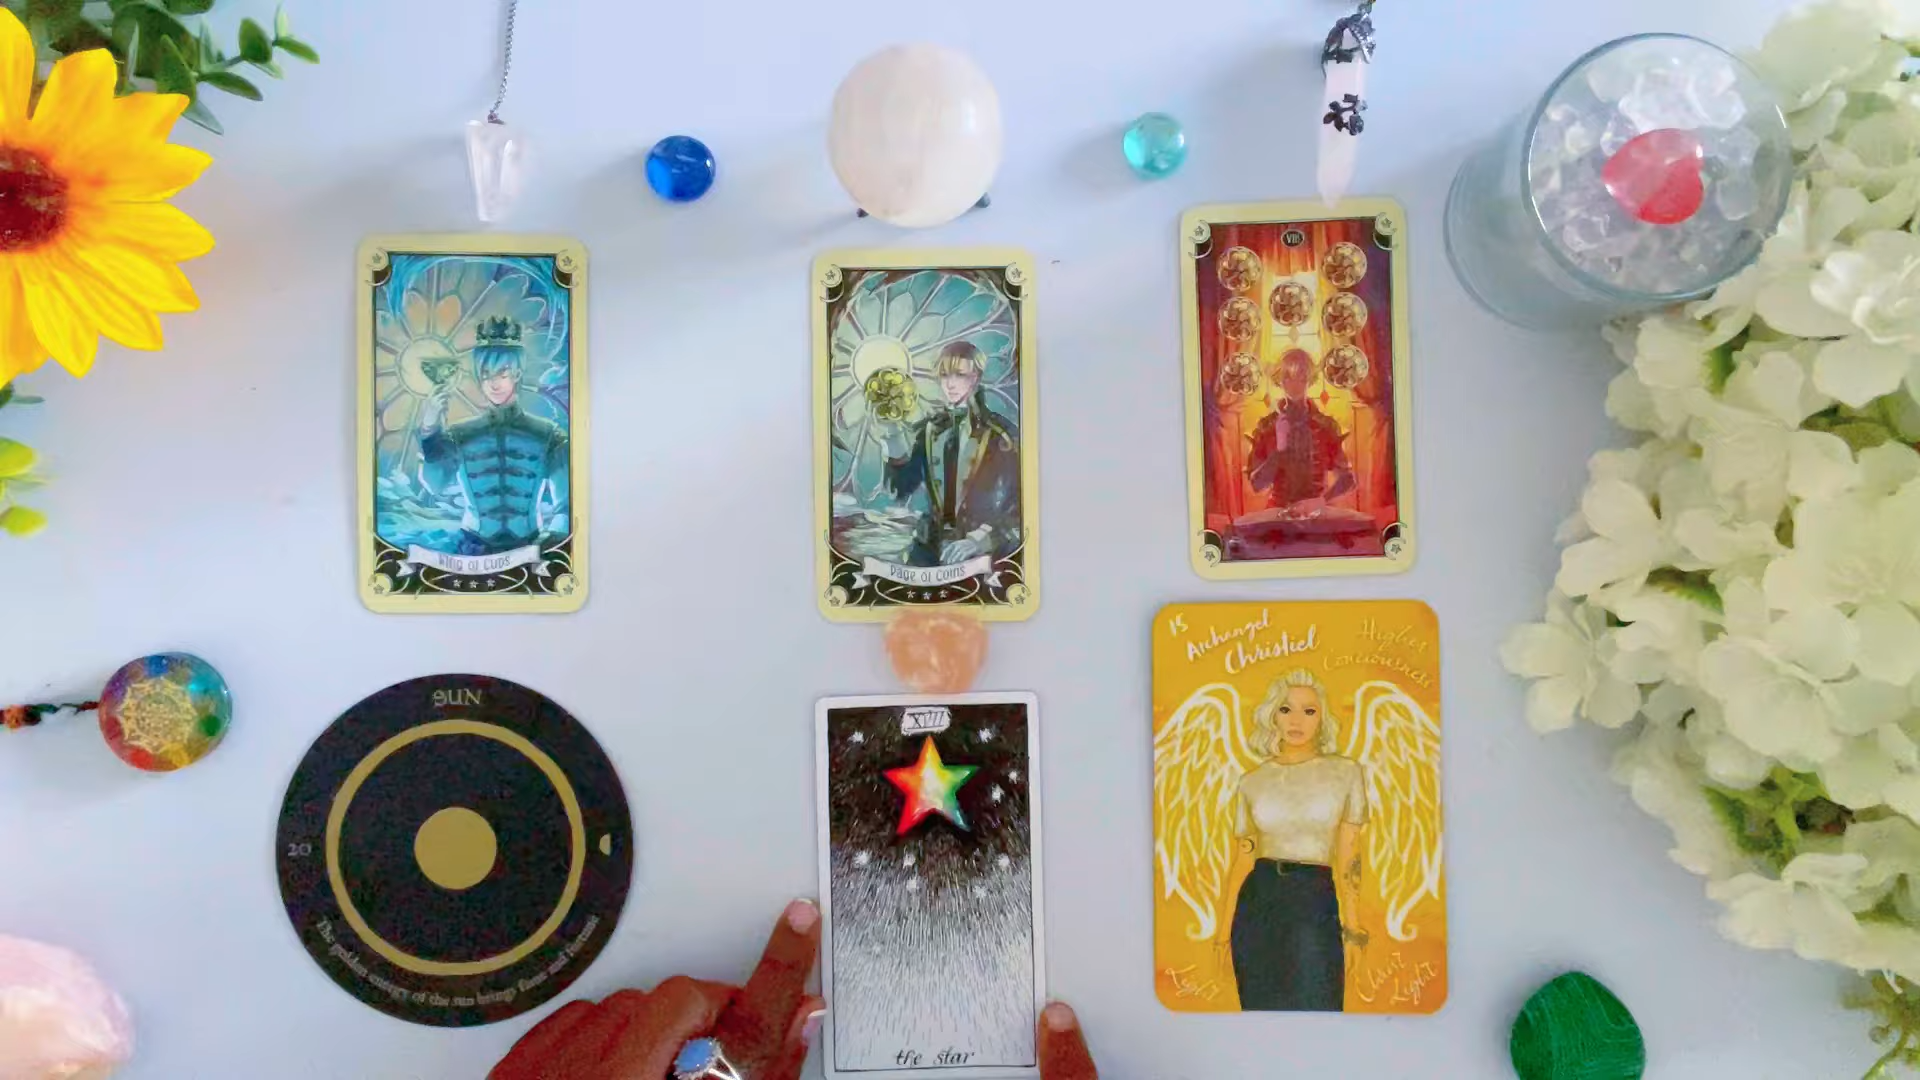 VII
King of Cups
Page of Coins
15
Archangel
Christiel
Higher
Consciousness
SUN
20
The golden energy of the sun brings fame and fortune
XVII
the star
Light
Christ
Light